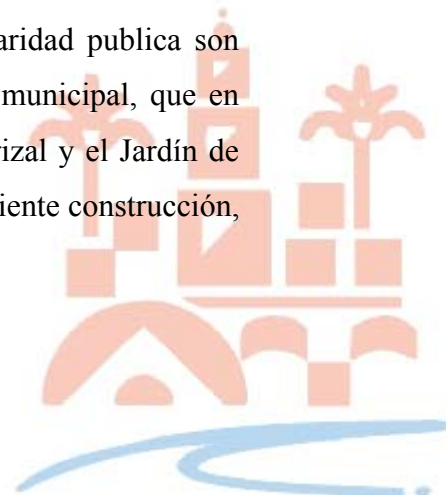 aridad publica son
municipal, que en
rizal y el Jardín de
iente construcción,